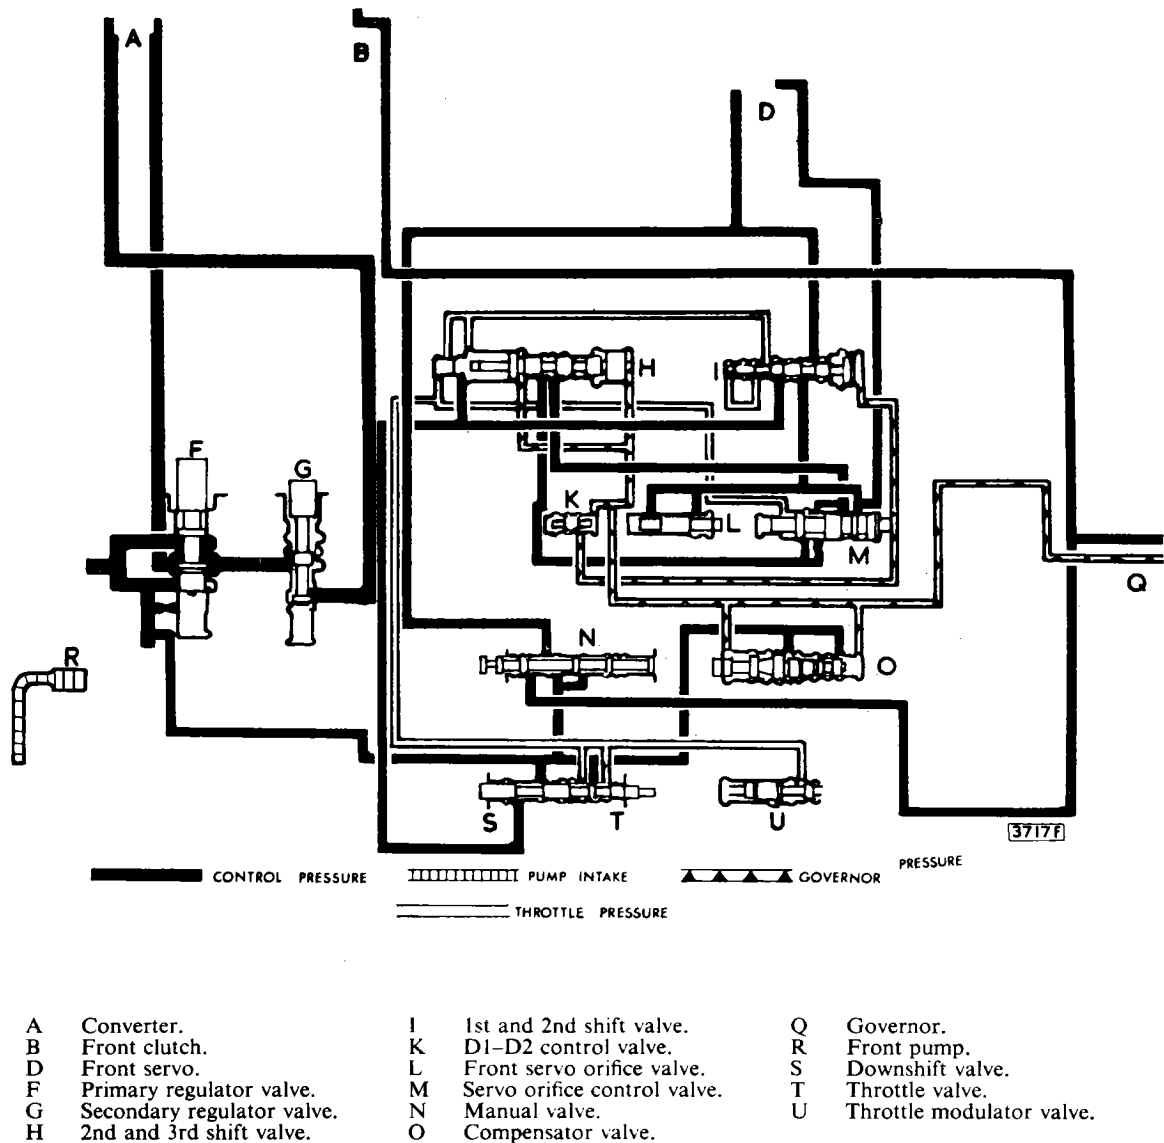 A
B
D
H
I
F
G
K
L
M
Q
N
O
R
S
T
U
3717F
CONTROL PRESSURE
PUMP INTAKE
GOVERNOR PRESSURE
THROTTLE PRESSURE
A Converter.
B Front clutch.
D Front servo.
F Primary regulator valve.
G Secondary regulator valve.
H 2nd and 3rd shift valve.
I 1st and 2nd shift valve.
K D1–D2 control valve.
L Front servo orifice valve.
M Servo orifice control valve.
N Manual valve.
O Compensator valve.
Q Governor.
R Front pump.
S Downshift valve.
T Throttle valve.
U Throttle modulator valve.